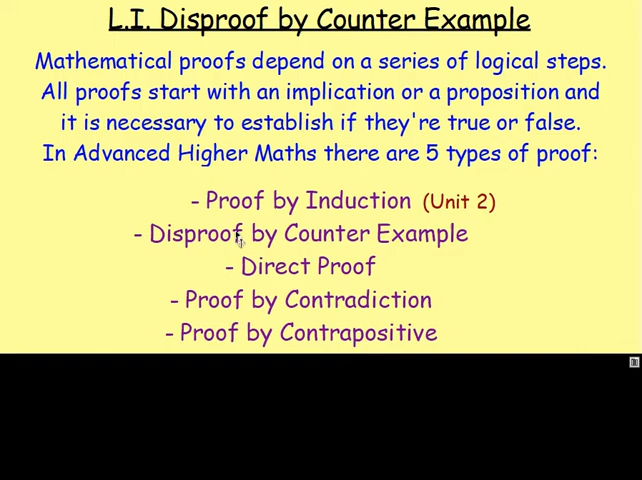 L.I. Disproof by Counter Example
Mathematical proofs depend on a series of logical steps.
All proofs start with an implication or a proposition and
it is necessary to establish if they're true or false.
In Advanced Higher Maths there are 5 types of proof:
- Proof by Induction (Unit 2)
- Disproof by Counter Example
- Direct Proof
- Proof by Contradiction
- Proof by Contrapositive